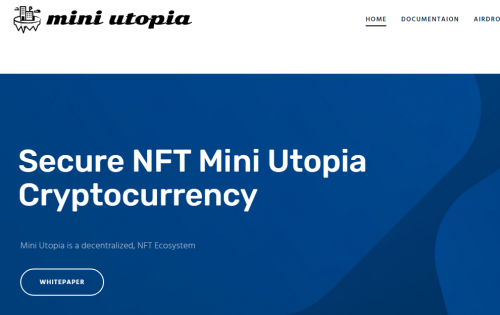 mini utopia
HOME DOCUMENTAION AIRDRO
Secure NFT Mini Utopia
Cryptocurrency
Mini Utopia is a decentralized, NFT Ecosystem
WHITEPAPER